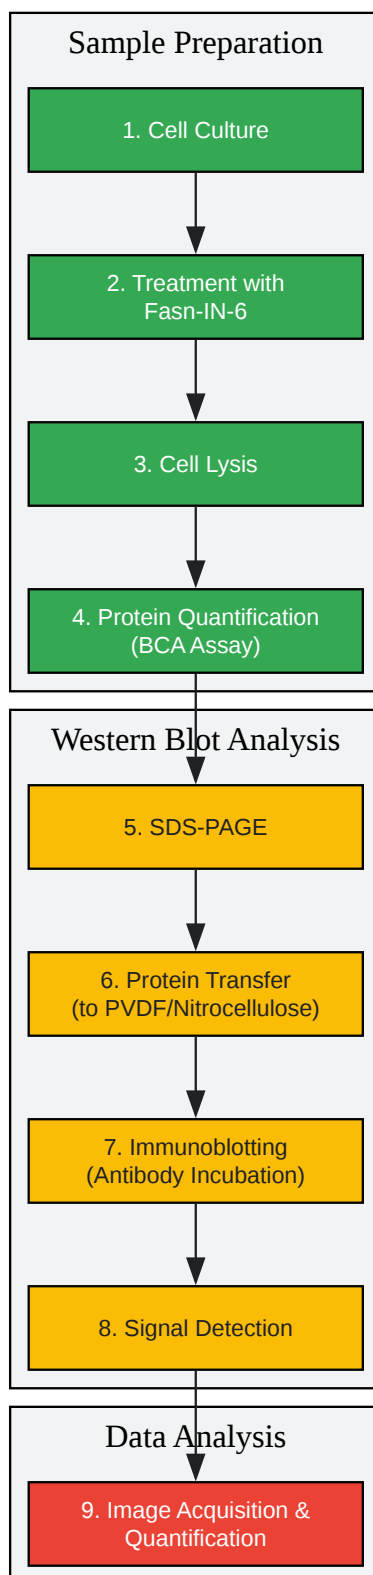 Sample Preparation
1. Cell Culture
2. Treatment with
Fasn-IN-6
3. Cell Lysis
4. Protein Quantification
(BCA Assay)
Western Blot Analysis
5. SDS-PAGE
6. Protein Transfer
(to PVDF/Nitrocellulose)
7. Immunoblotting
(Antibody Incubation)
8. Signal Detection
Data Analysis
9. Image Acquisition &
Quantification